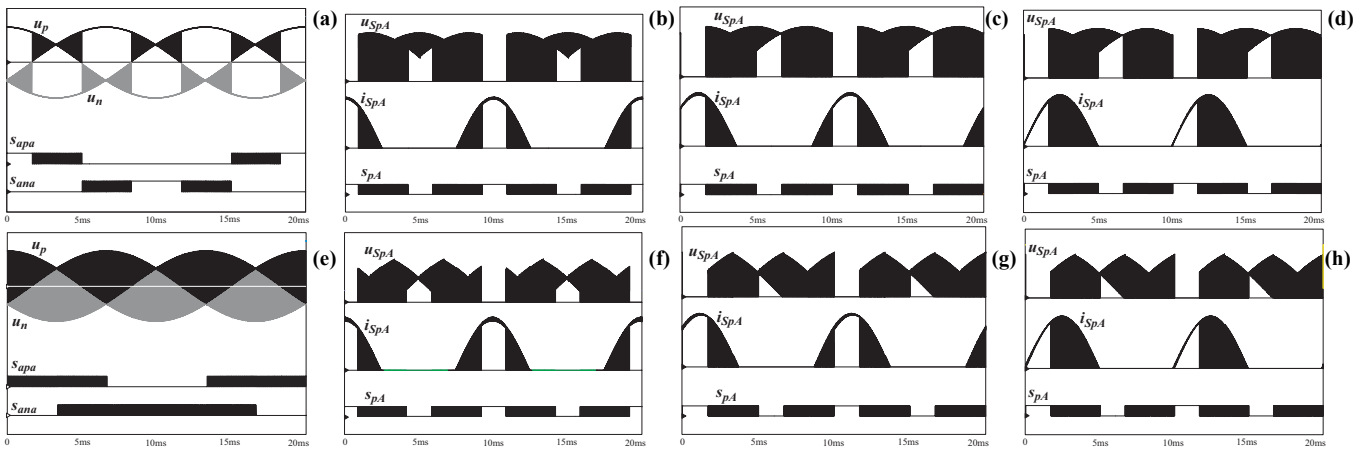 u_p
(a)
u_n
s_apa
s_ana
0 5ms 10ms 15ms 20ms
u_SpA
(b)
i_SpA
s_pA
0 5ms 10ms 15ms 20ms
u_SpA
(c)
i_SpA
s_pA
0 5ms 10ms 15ms 20ms
u_SpA
(d)
i_SpA
s_pA
0 5ms 10ms 15ms 20ms
u_p
(e)
u_n
s_apa
s_ana
0 5ms 10ms 15ms 20ms
u_SpA
(f)
i_SpA
s_pA
0 5ms 10ms 15ms 20ms
u_SpA
(g)
i_SpA
s_pA
0 5ms 10ms 15ms 20ms
u_SpA
(h)
i_SpA
s_pA
0 5ms 10ms 15ms 20ms